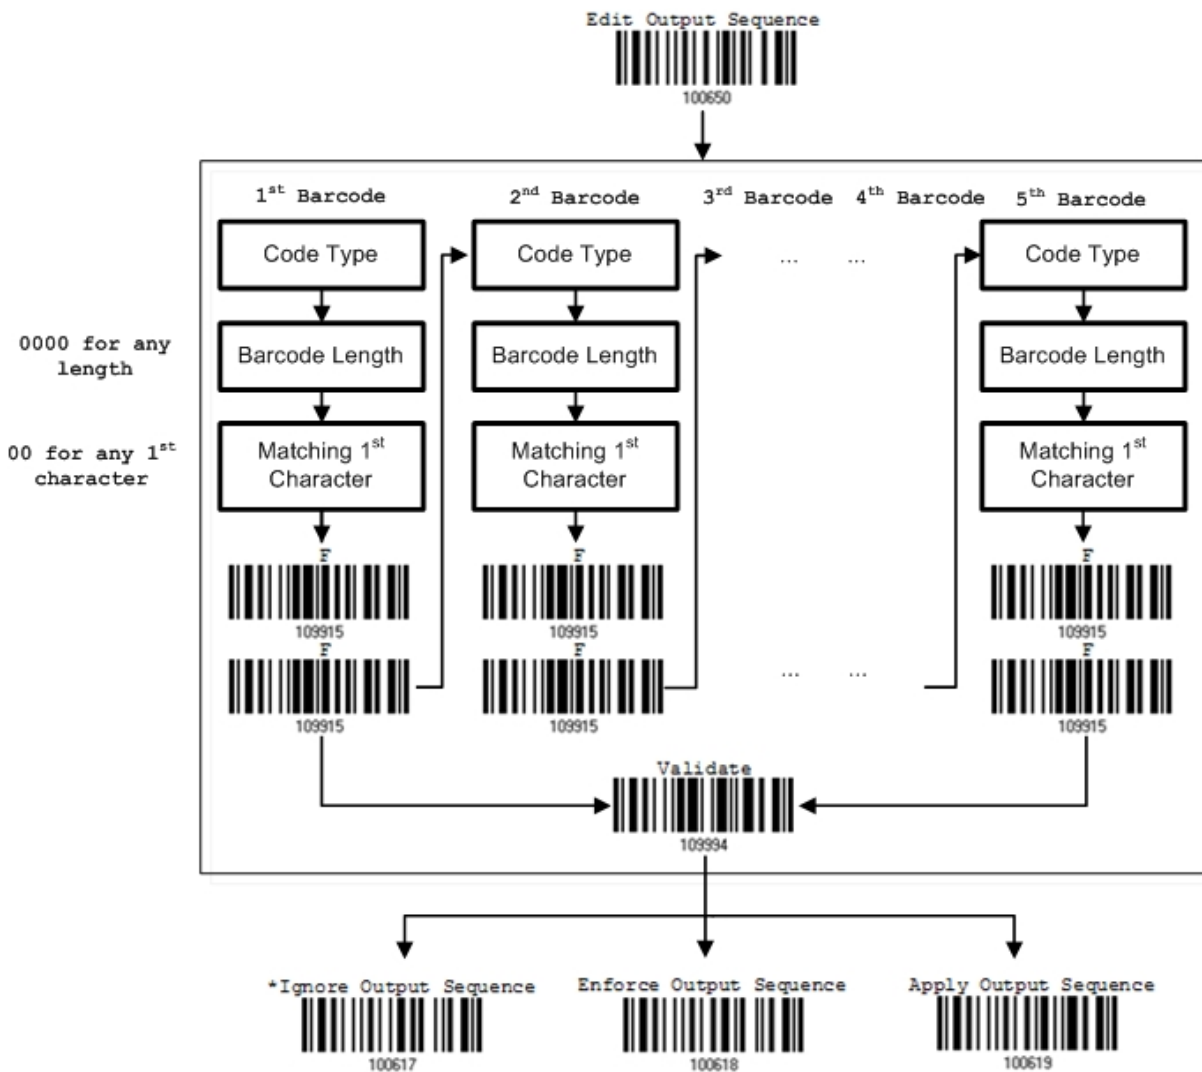 Edit Output Sequence
100650
1st Barcode 2nd Barcode 3rd Barcode 4th Barcode 5th Barcode
Code Type Code Type ... ... Code Type
0000 for any
length
Barcode Length Barcode Length Barcode Length
00 for any 1st
character
Matching 1st
Character
Matching 1st
Character
Matching 1st
Character
109915 109915 109915
... ...
109915 109915 109915
Validate
109994
*Ignore Output Sequence Enforce Output Sequence Apply Output Sequence
100617 100618 100619